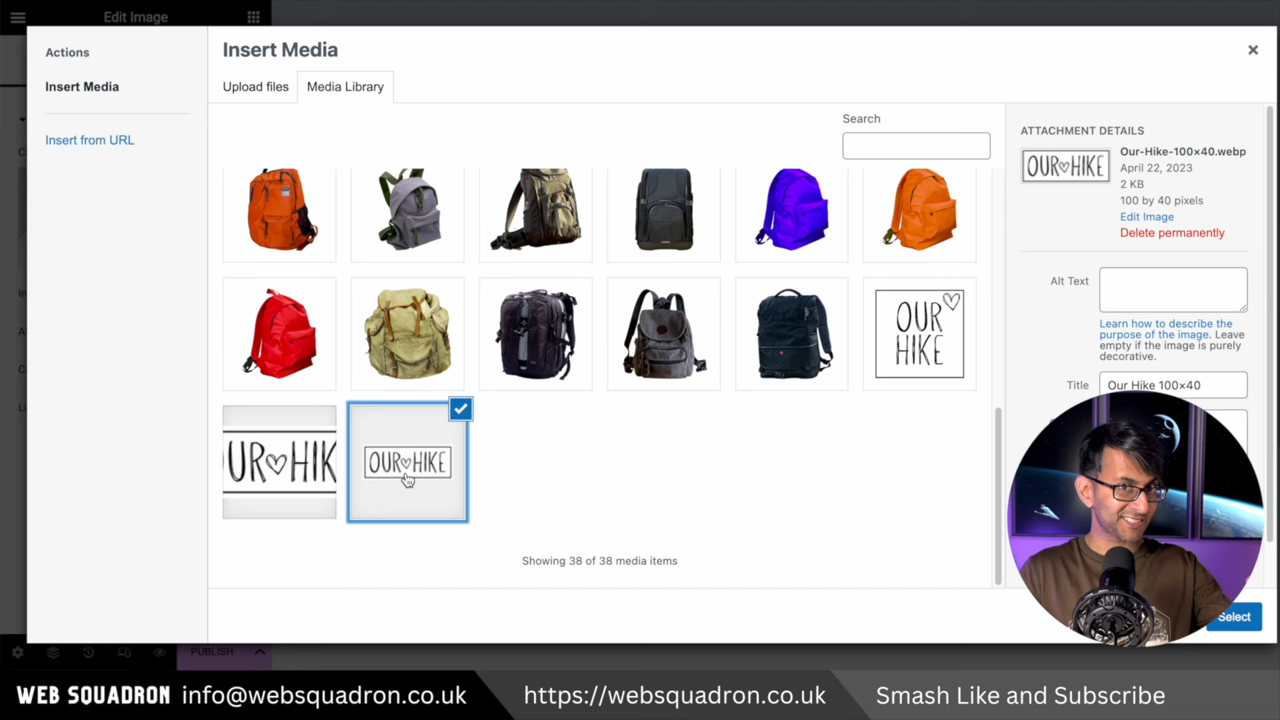 Edit Image
Actions
Insert Media
Insert from URL
Insert Media
Upload files
Media Library
Search
ATTACHMENT DETAILS
Our-Hike-100×40.webp
April 22, 2023
2 KB
100 by 40 pixels
Edit Image
Delete permanently
Alt Text
Learn how to describe the
purpose of the image. Leave
empty if the image is purely
decorative.
Title
Our Hike 100×40
OUR HIKE
OUR
HIKE
UR HIK
OUR HIKE
Showing 38 of 38 media items
Select
PUBLISH
WEB SQUADRON
info@websquadron.co.uk
https://websquadron.co.uk
Smash Like and Subscribe